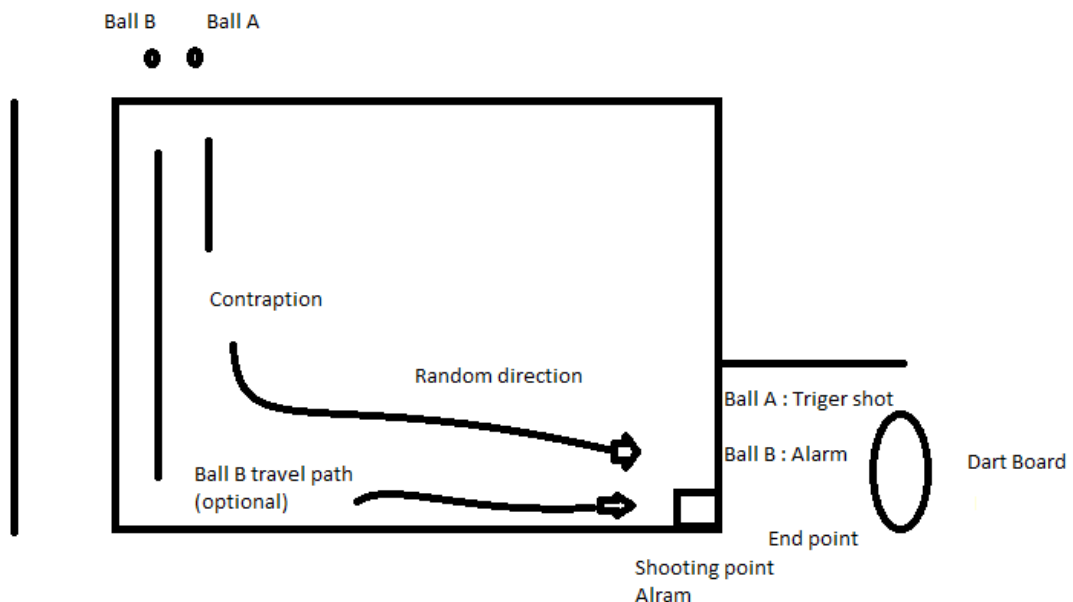 Ball B
Ball A
Contraption
Random direction
Ball A : Triger shot
Ball B : Alarm
Dart Board
Ball B travel path
(optional)
End point
Shooting point
Alram